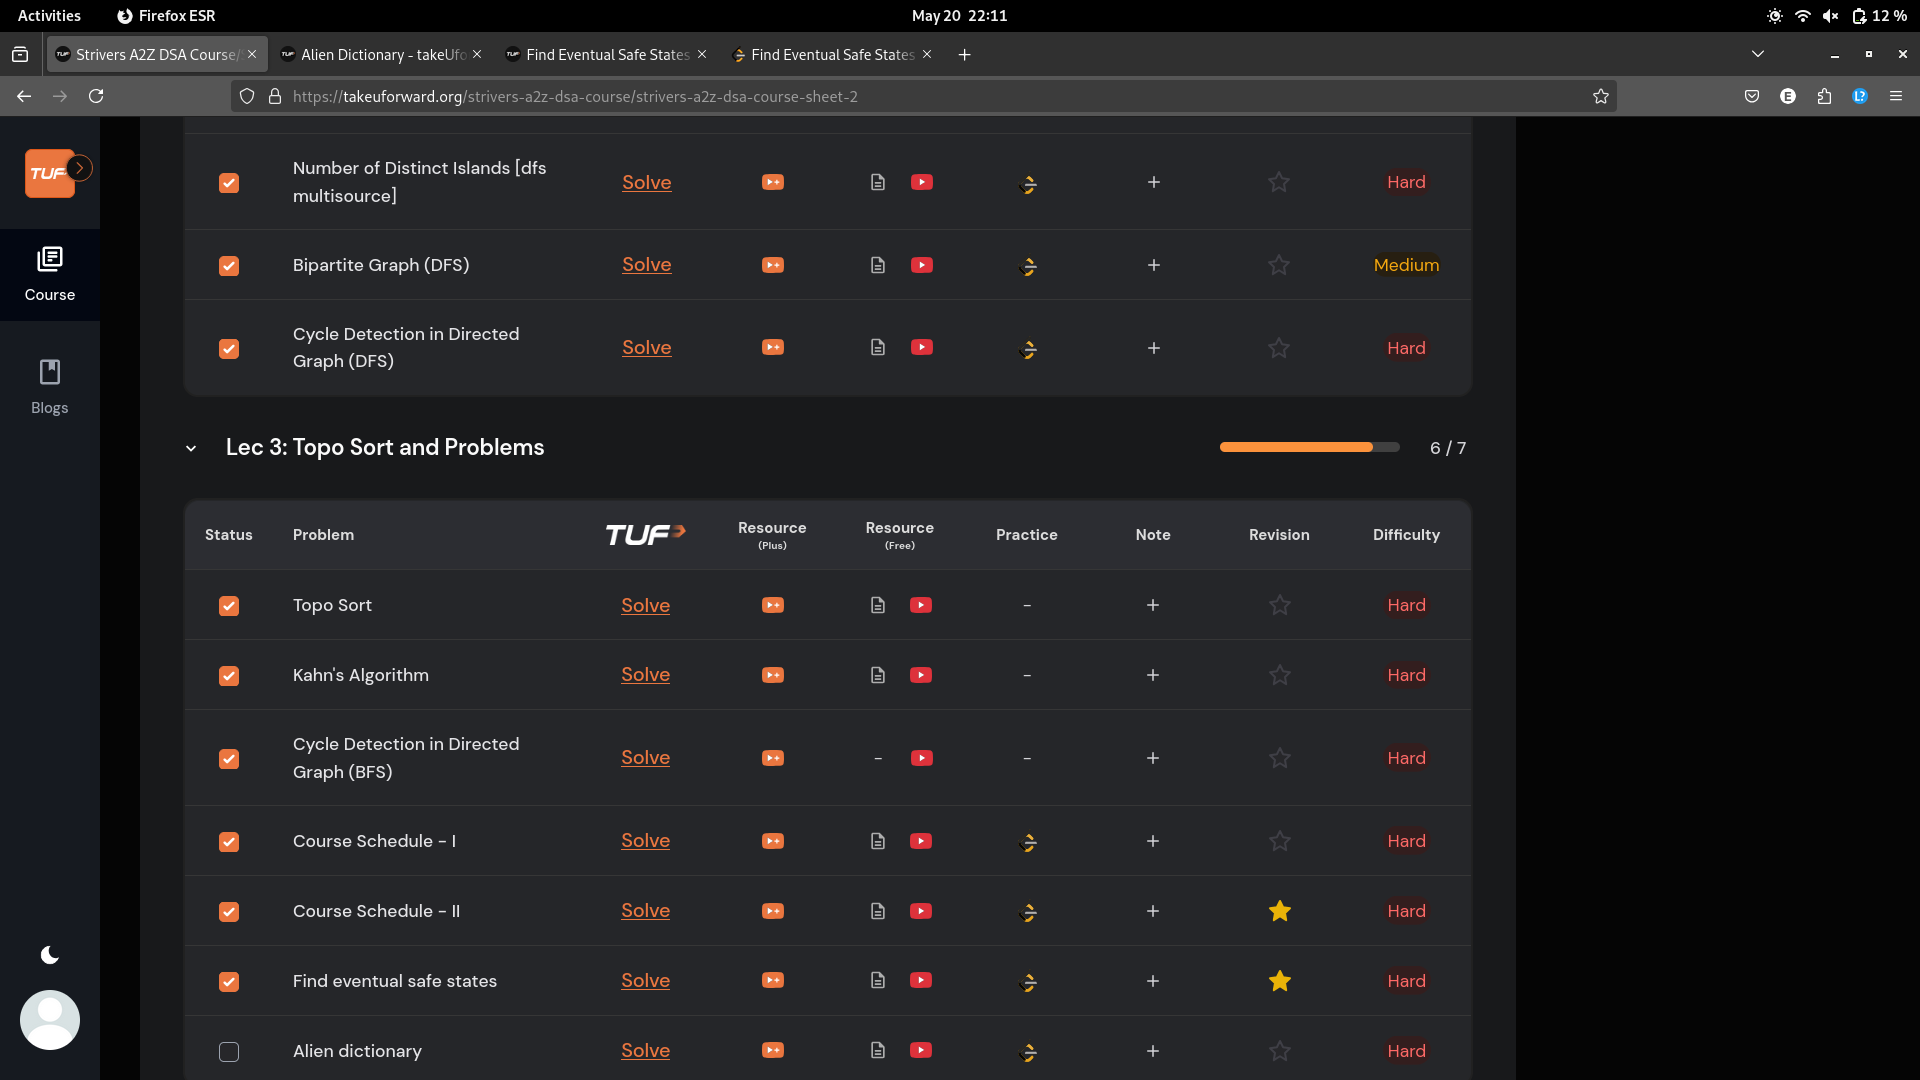 Activities Firefox ESR May 20 22:11 12 %
Strivers A2Z DSA Course/ Alien Dictionary - takeUfo Find Eventual Safe States Find Eventual Safe States
https://takeuforward.org/strivers-a2z-dsa-course/strivers-a2z-dsa-course-sheet-2
TUF
Course
Blogs
Number of Distinct Islands [dfs
multisource]
Solve
Hard
Bipartite Graph (DFS) Solve Medium
Cycle Detection in Directed
Graph (DFS)
Solve
Hard
Lec 3: Topo Sort and Problems 6 / 7
Status Problem TUF Resource
(Plus)
Resource
(Free)
Practice Note Revision Difficulty
Topo Sort Solve - Hard
Kahn's Algorithm Solve - Hard
Cycle Detection in Directed
Graph (BFS)
Solve - - Hard
Course Schedule - I Solve Hard
Course Schedule - II Solve Hard
Find eventual safe states Solve Hard
Alien dictionary Solve Hard